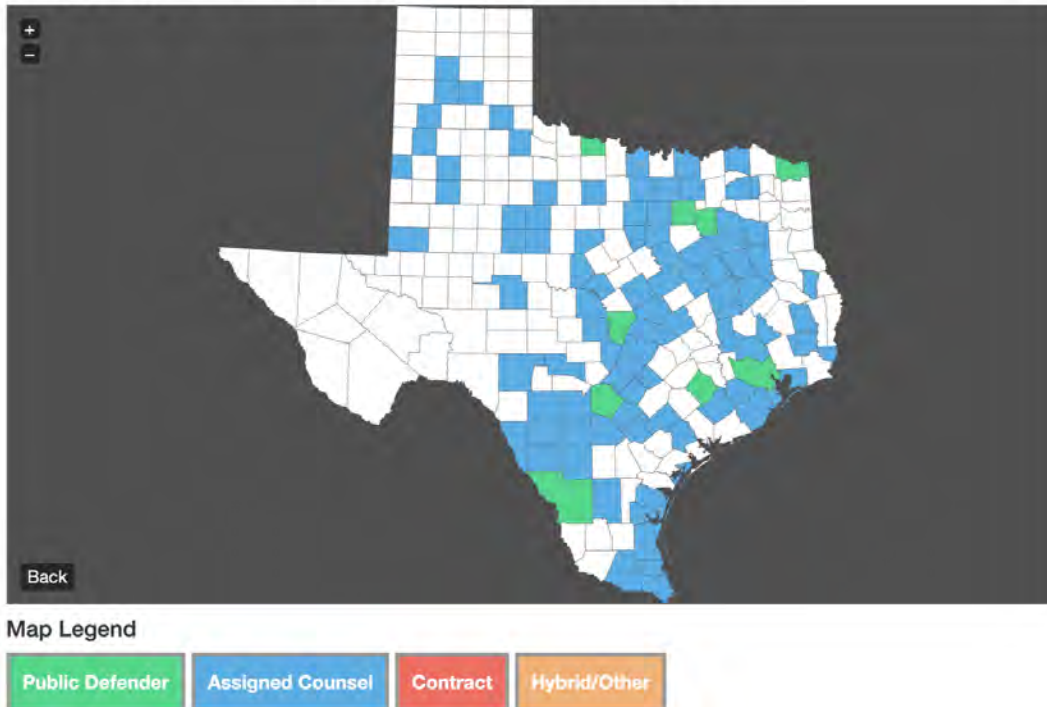 +
−
Back
Map Legend
Public Defender Assigned Counsel Contract Hybrid/Other